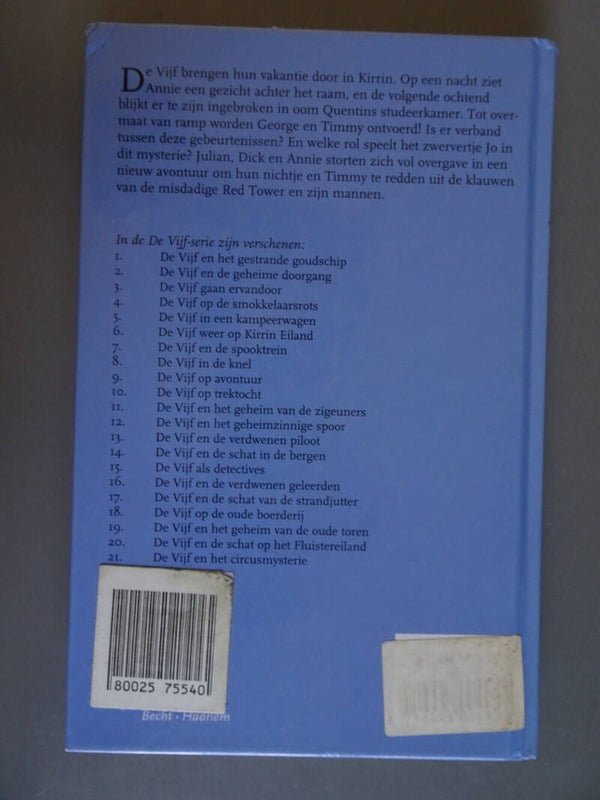 De Vijf brengen hun vakantie door in Kirrin. Op een nacht ziet
Annie een gezicht achter het raam, en de volgende ochtend
blijkt er te zijn ingebroken in oom Quentins studeerkamer. Tot over-
maat van ramp worden George en Timmy ontvoerd! Is er verband
tussen deze gebeurtenissen? En welke rol speelt het zwervertje Jo in
dit mysterie? Julian, Dick en Annie storten zich vol overgave in een
nieuw avontuur om hun nichtje en Timmy te redden uit de klauwen
van de misdadige Red Tower en zijn mannen.
In de De Vijf-serie zijn verschenen:
1. De Vijf en het gestrande goudschip
2. De Vijf en de geheime doorgang
3. De Vijf gaan ervandoor
4. De Vijf op de smokkelaarsrots
5. De Vijf in een kampeerwagen
6. De Vijf weer op Kirrin Eiland
7. De Vijf en de spooktrein
8. De Vijf in de knel
9. De Vijf op avontuur
10. De Vijf op trektocht
11. De Vijf en het geheim van de zigeuners
12. De Vijf en het geheimzinnige spoor
13. De Vijf en de verdwenen piloot
14. De Vijf en de schat in de bergen
15. De Vijf als detectives
16. De Vijf en de verdwenen geleerden
17. De Vijf en de schat van de strandjutter
18. De Vijf op de oude boerderij
19. De Vijf en het geheim van de oude toren
20. De Vijf en de schat op het Fluistereiland
21. De Vijf en het circusmysterie
80025 75540
Becht • Haarlem